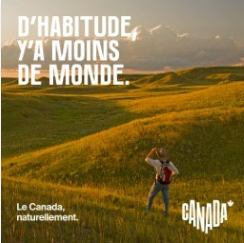 D'HABITUDE,
Y'A MOINS
DE MONDE.
Le Canada,
naturellement.
CANADA